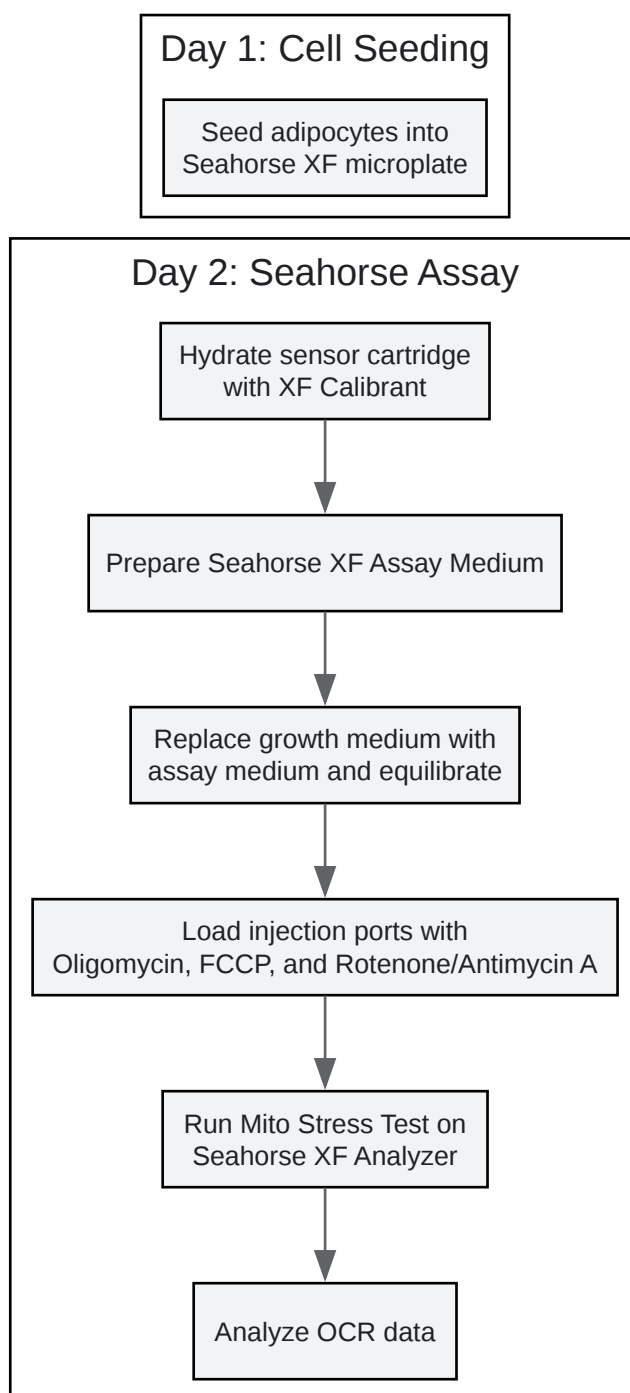 Day 1: Cell Seeding
Seed adipocytes into
Seahorse XF microplate
Day 2: Seahorse Assay
Hydrate sensor cartridge
with XF Calibrant
Prepare Seahorse XF Assay Medium
Replace growth medium with
assay medium and equilibrate
Load injection ports with
Oligomycin, FCCP, and Rotenone/Antimycin A
Run Mito Stress Test on
Seahorse XF Analyzer
Analyze OCR data